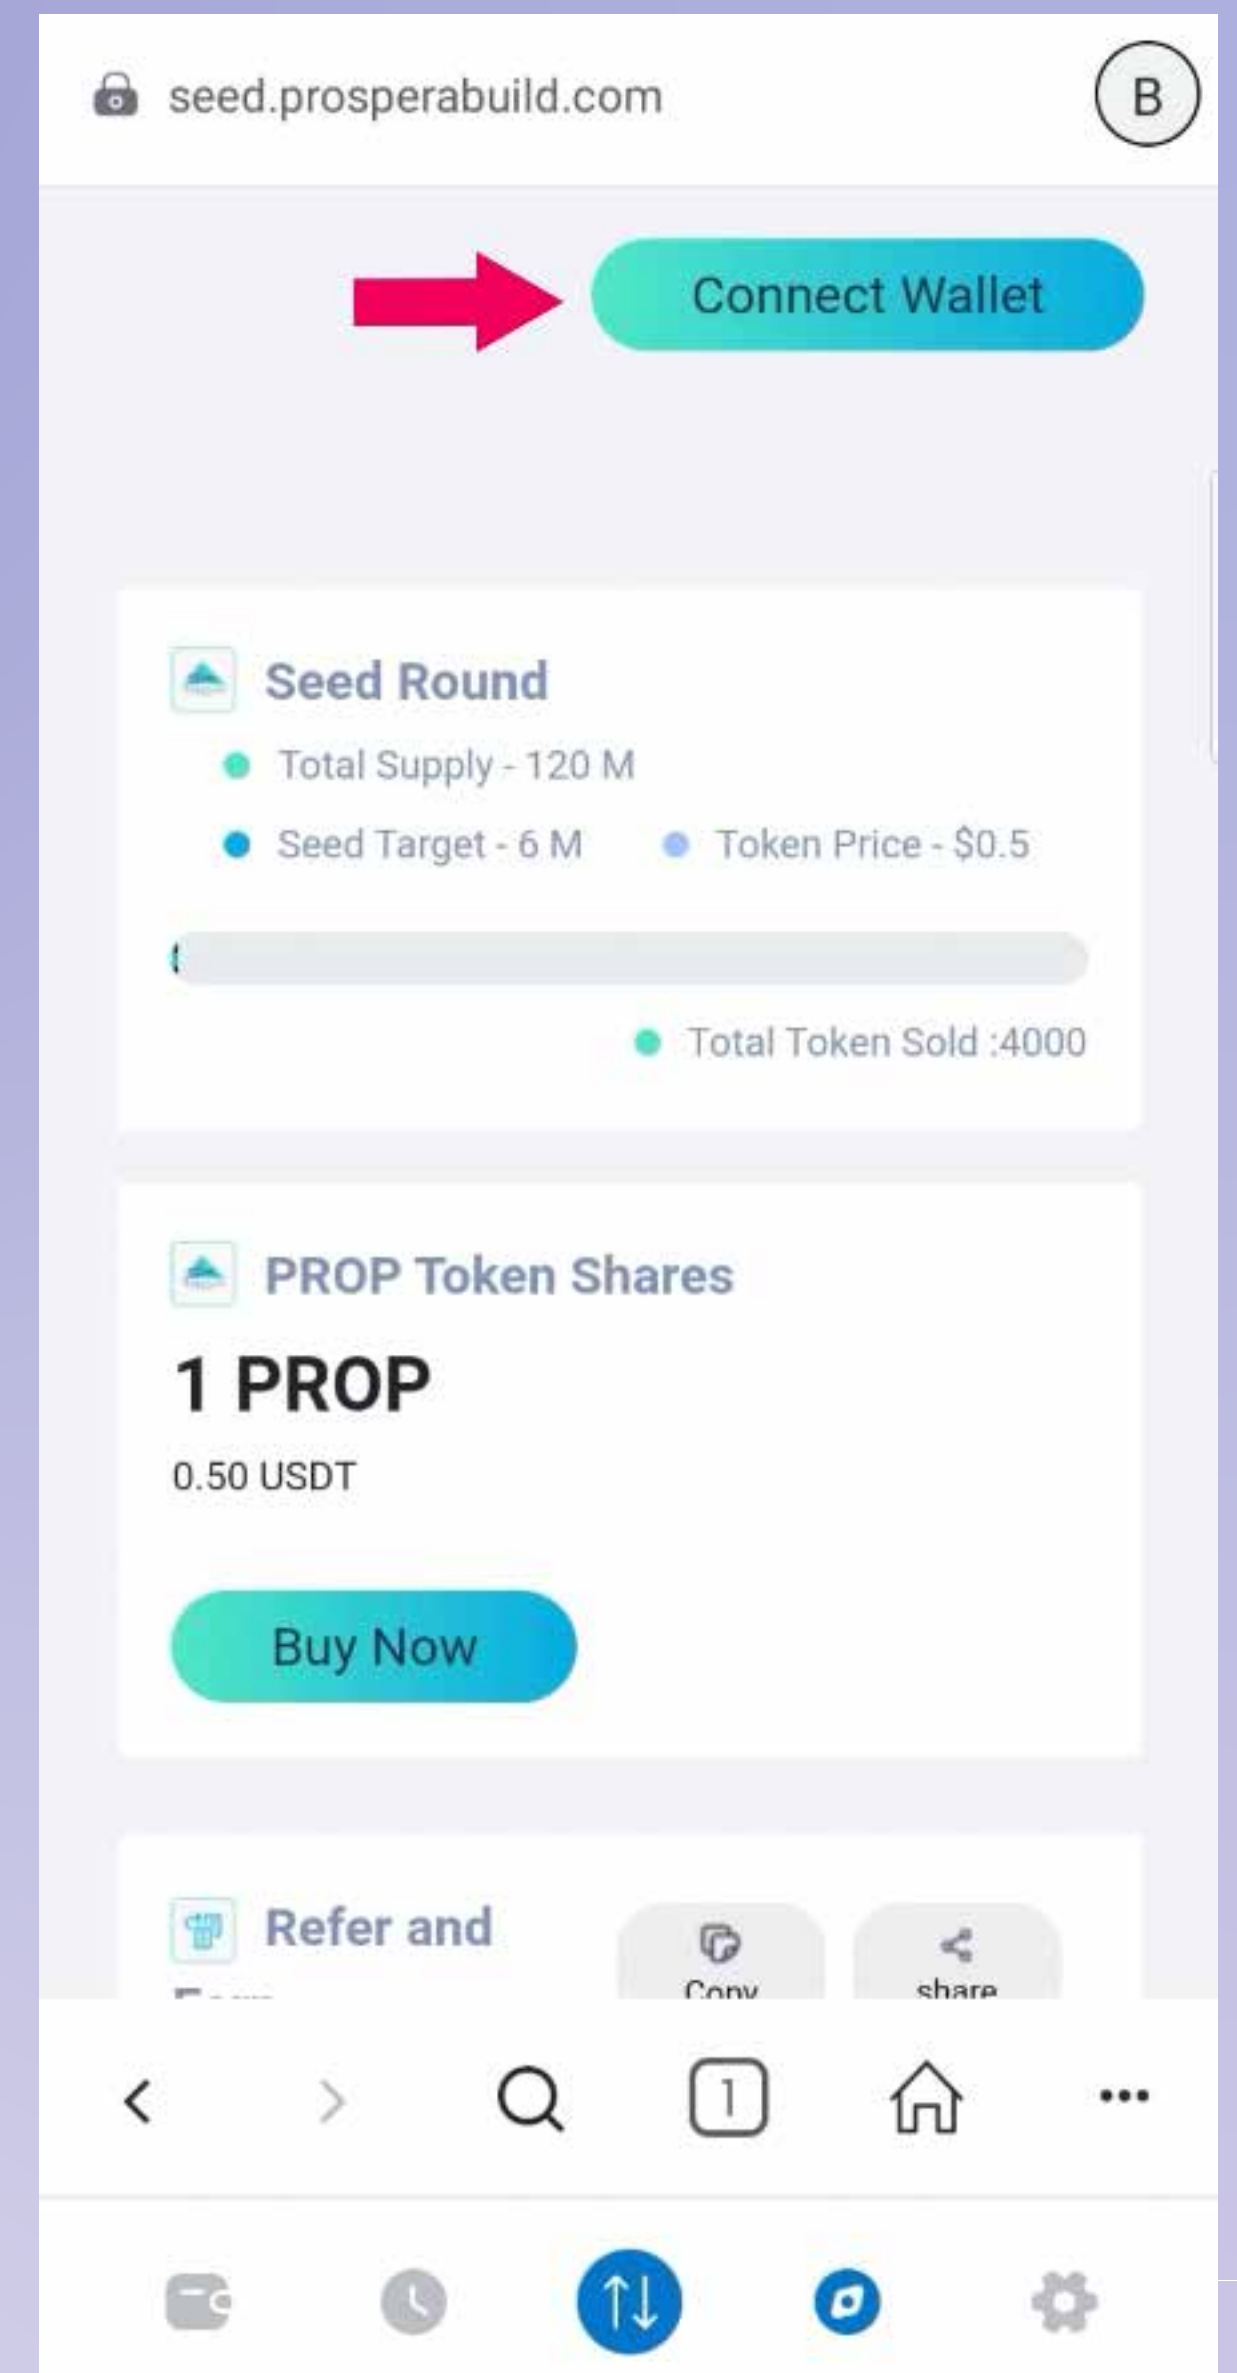 seed.prosperabuild.com
B
Connect Wallet
Seed Round
Total Supply - 120 M
Seed Target - 6 M
Token Price - $0.5
Total Token Sold :4000
PROP Token Shares
1 PROP
0.50 USDT
Buy Now
Refer and
Copy
share
1